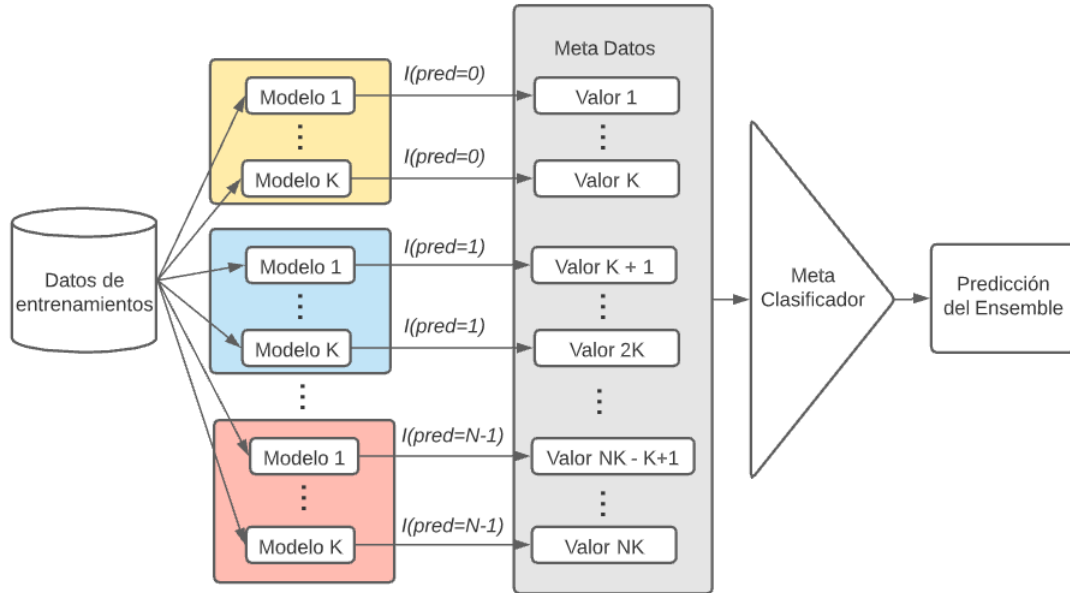 Meta Datos
I(pred=0)
Modelo 1
Valor 1
I(pred=0)
Modelo K
Valor K
Datos de
entrenamientos
I(pred=1)
Modelo 1
Valor K + 1
I(pred=1)
Modelo K
Valor 2K
I(pred=N-1)
Modelo 1
Valor NK - K+1
I(pred=N-1)
Modelo K
Valor NK
Meta
Clasificador
Predicción
del Ensemble